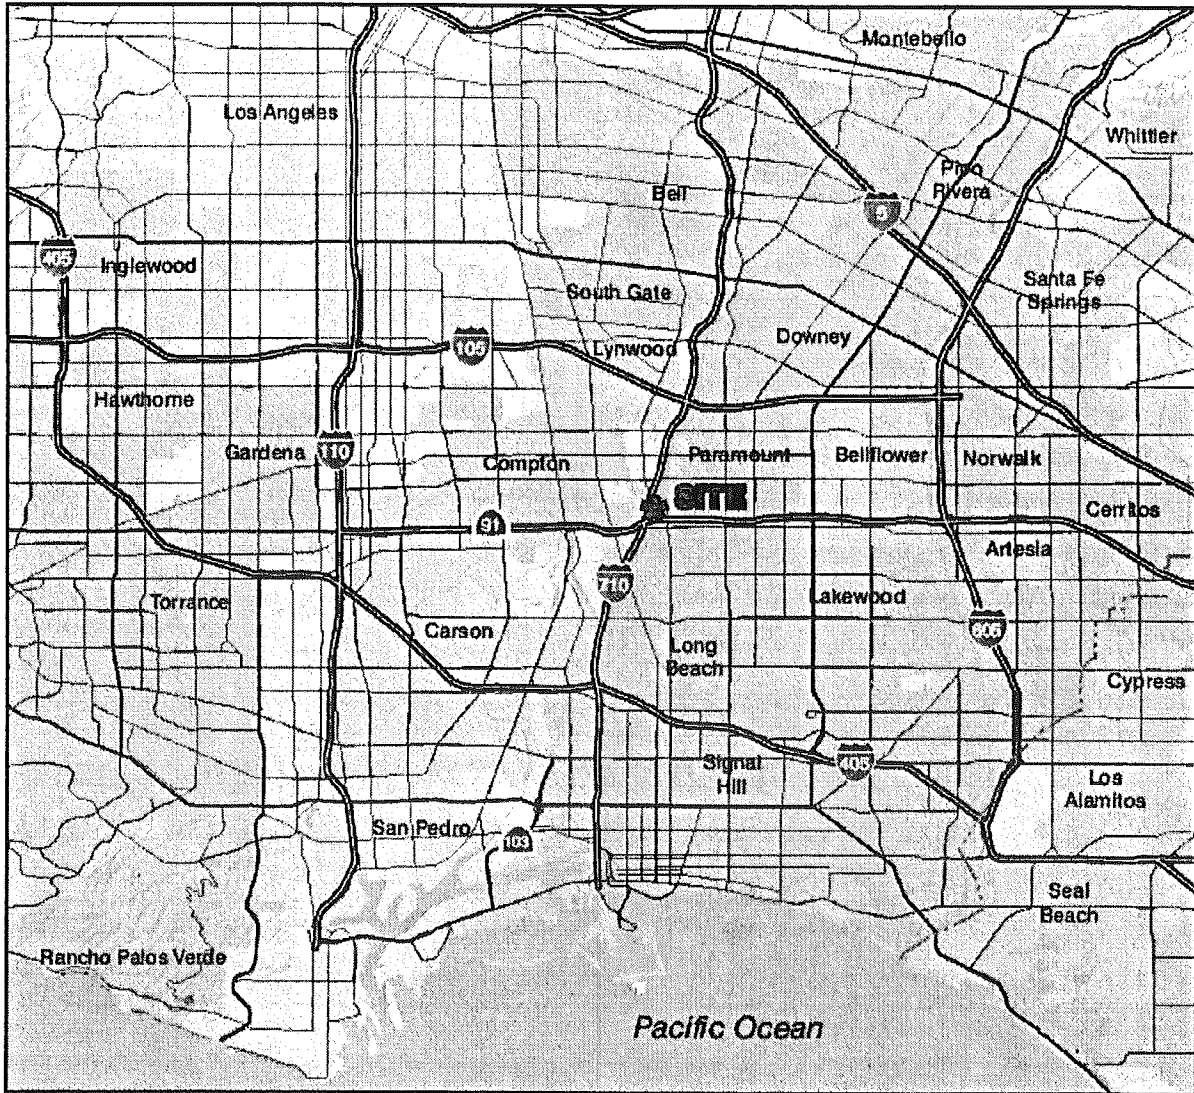 Montebello
Los Angeles
Whittier
Pico
Rivera
Bell
5
405
Inglewood
Santa Fe
Springs
South Gate
Downey
105
Lynwood
Hawthorne
Gardena
110
Compton
Paramount
Bellflower
Norwalk
SITE
Cerritos
91
Artesia
710
Torrance
Lakewood
605
Carson
Long
Beach
Cypress
Signal
Hill
405
Los
Alamitos
San Pedro
103
Seal
Beach
Rancho Palos Verde
Pacific Ocean